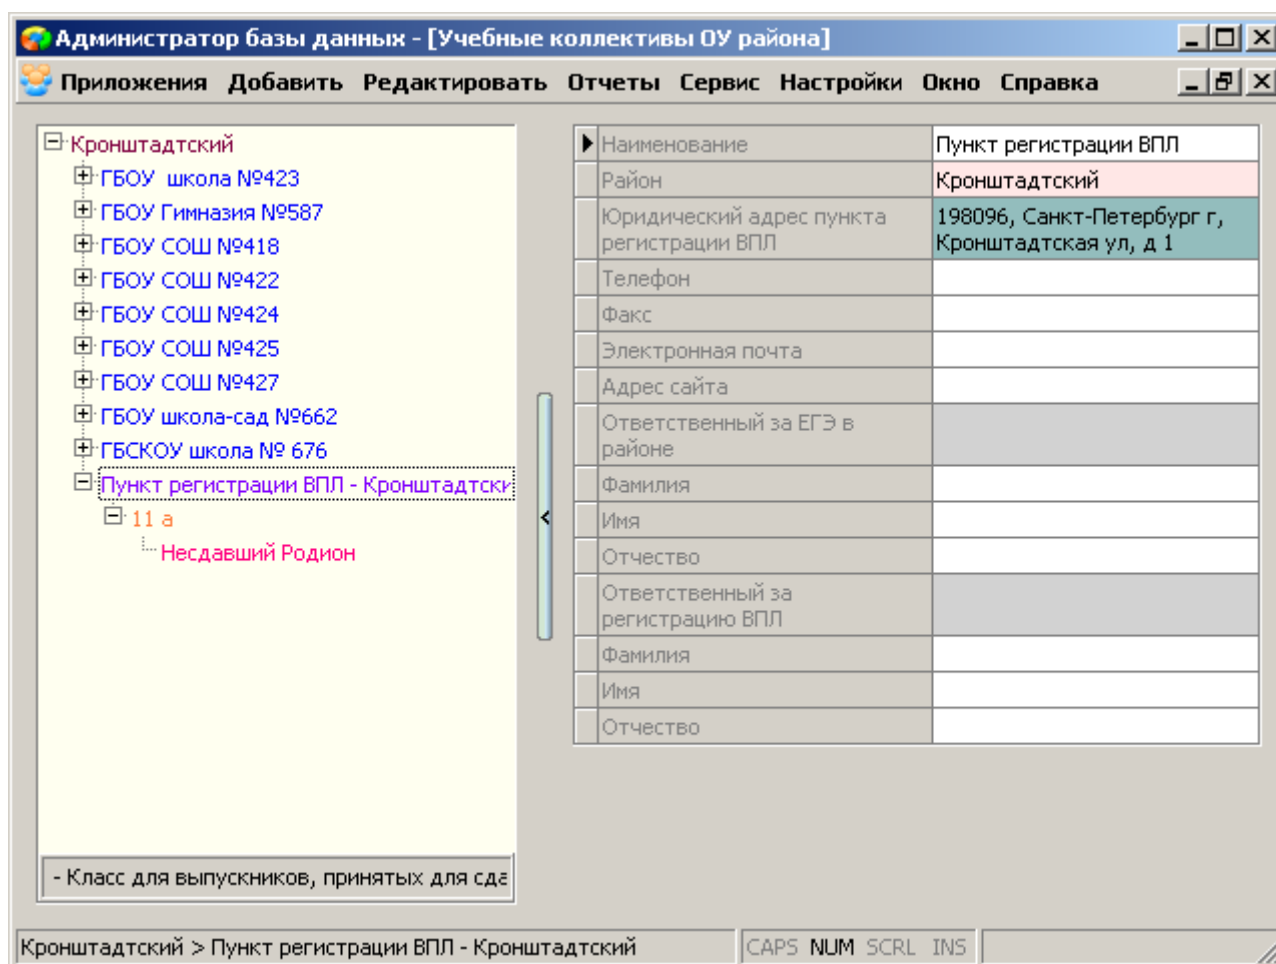 Администратор базы данных - [Учебные коллективы ОУ района]
Приложения Добавить Редактировать Отчеты Сервис Настройки Окно Справка
Кронштадтский
ГБОУ школа №423
ГБОУ Гимназия №587
ГБОУ СОШ №418
ГБОУ СОШ №422
ГБОУ СОШ №424
ГБОУ СОШ №425
ГБОУ СОШ №427
ГБОУ школа-сад №662
ГБСКОУ школа № 676
Пункт регистрации ВПЛ - Кронштадтски
11 а
Несдавший Родион
- Класс для выпускников, принятых для сда
Наименование Пункт регистрации ВПЛ
Район Кронштадтский
Юридический адрес пункта 198096, Санкт-Петербург г,
регистрации ВПЛ Кронштадтская ул, д 1
Телефон
Факс
Электронная почта
Адрес сайта
Ответственный за ЕГЭ в
районе
Фамилия
Имя
Отчество
Ответственный за
регистрацию ВПЛ
Фамилия
Имя
Отчество
Кронштадтский > Пункт регистрации ВПЛ - Кронштадтский CAPS NUM SCRL INS